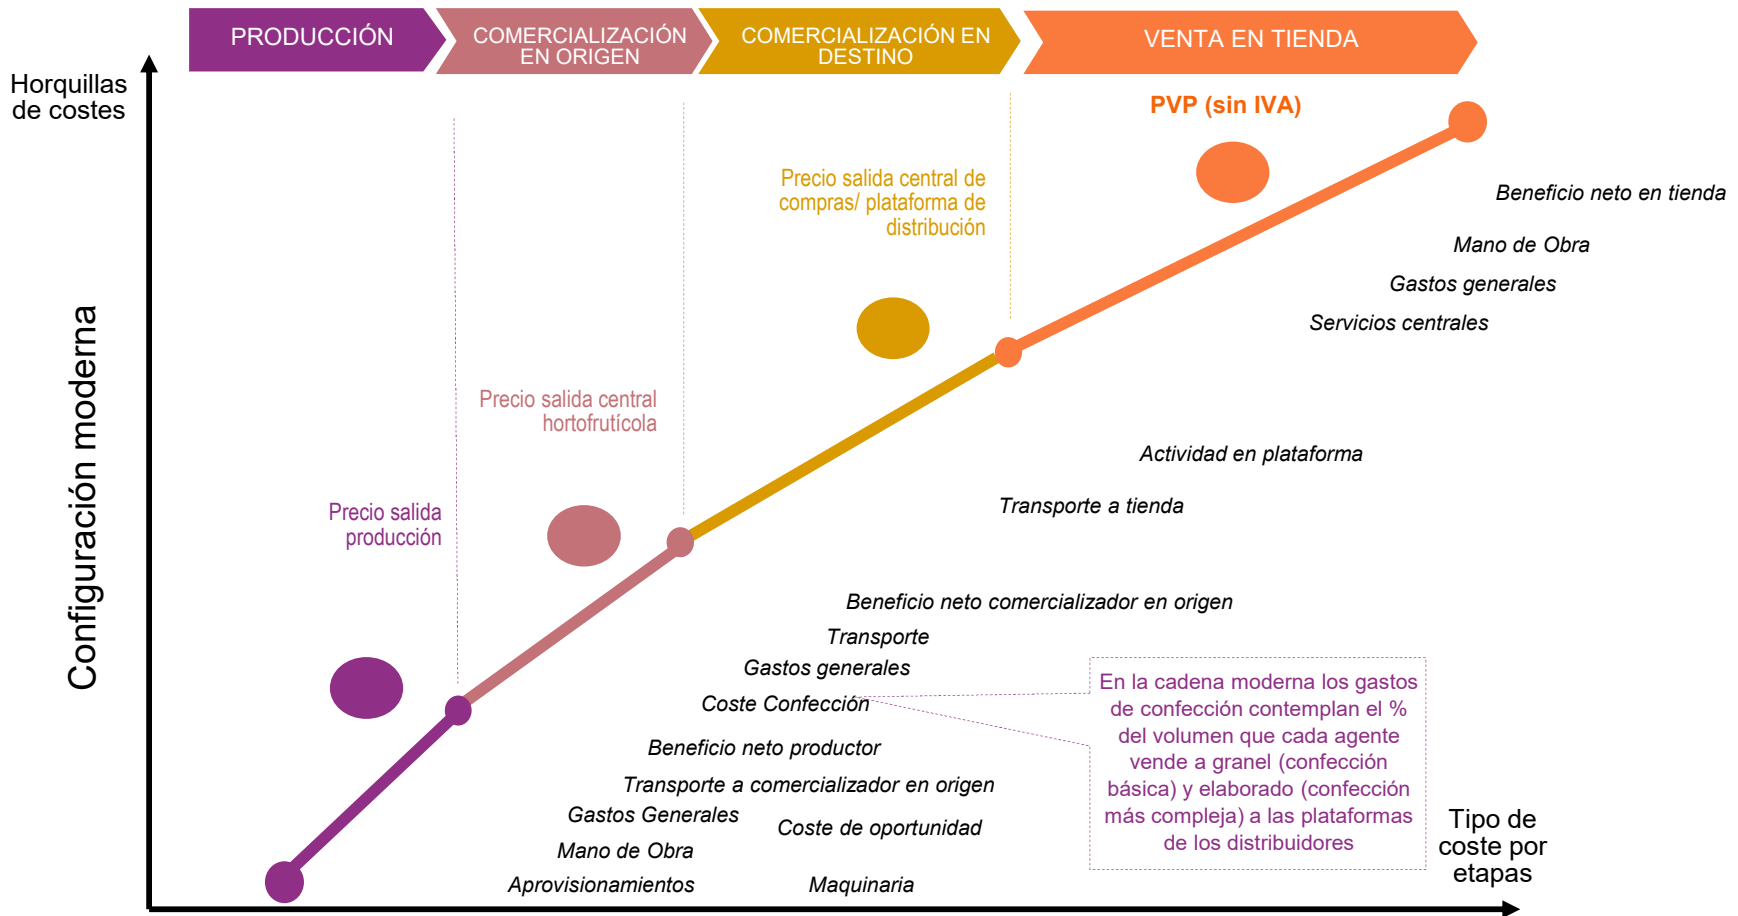 PRODUCCIÓN
COMERCIALIZACIÓN
EN ORIGEN
COMERCIALIZACIÓN EN
DESTINO
VENTA EN TIENDA
Horquillas
de costes
PVP (sin IVA)
Precio salida central de
compras/ plataforma de
distribución
Beneficio neto en tienda
Mano de Obra
Gastos generales
Servicios centrales
Configuración moderna
Precio salida central
hortofrutícola
Actividad en plataforma
Transporte a tienda
Precio salida
producción
Beneficio neto comercializador en origen
Transporte
Gastos generales
Coste Confección
Beneficio neto productor
Transporte a comercializador en origen
Gastos Generales
Coste de oportunidad
Mano de Obra
Aprovisionamientos
Maquinaria
En la cadena moderna los gastos
de confección contemplan el %
del volumen que cada agente
vende a granel (confección
básica) y elaborado (confección
más compleja) a las plataformas
de los distribuidores
Tipo de
coste por
etapas